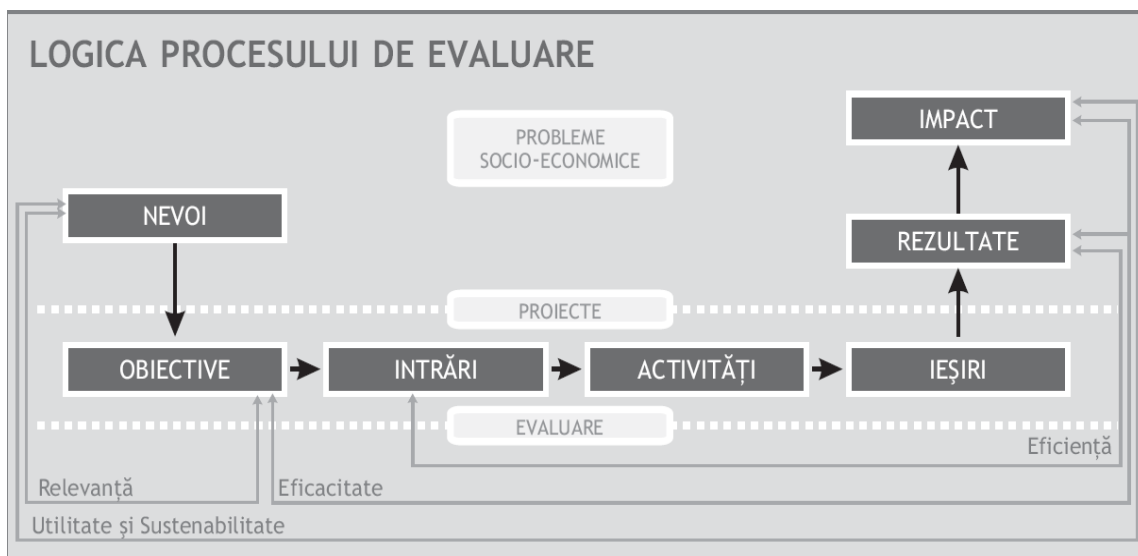 LOGICA PROCESULUI DE EVALUARE
PROBLEME
SOCIO-ECONOMICE
IMPACT
NEVOI
REZULTATE
PROIECTE
OBIECTIVE
INTRĂRI
ACTIVITĂȚI
IEȘIRI
EVALUARE
Eficiență
Relevanță
Eficacitate
Utilitate și Sustenabilitate